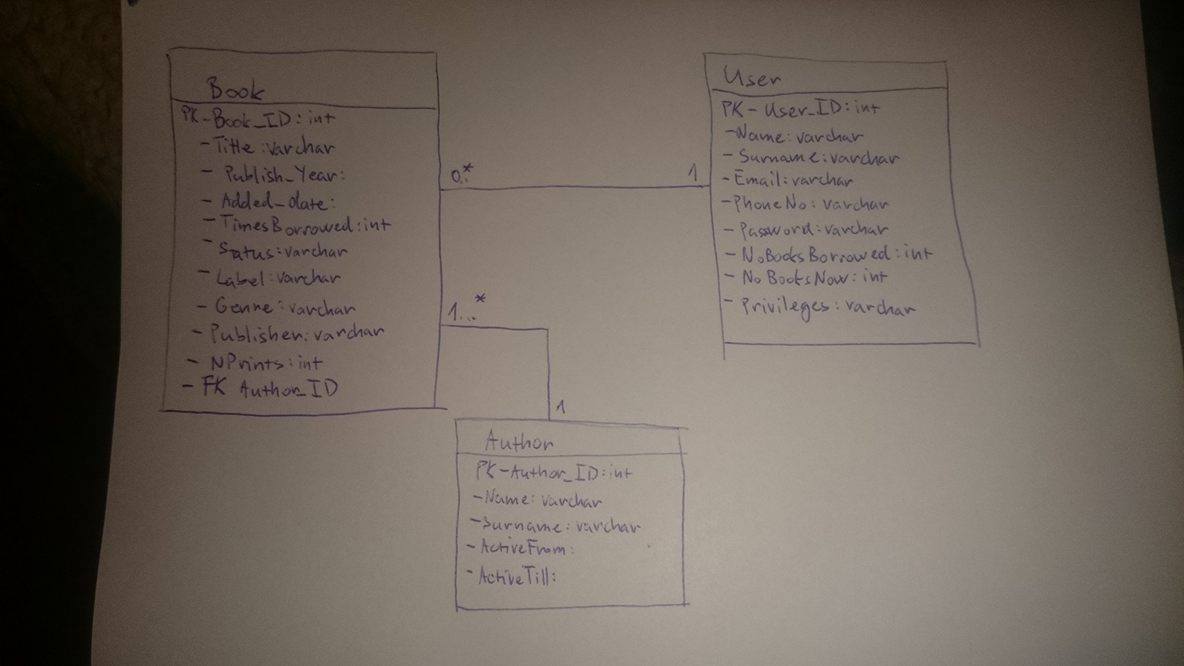 Book
PK-Book_ID: int
- Title: varchar
- Publish_Year:
- Added_date:
- TimesBorrowed: int
- Status: varchar
- Label: varchar
- Genre: varchar
- Publisher: varchar
- NPrints: int
- FK Author_ID
0..*
1
1...*
1
User
PK- User_ID: int
-Name: varchar
- Surname: varchar
- Email: varchar
- PhoneNo: varchar
- Password: varchar
- NoBooksBorrowed: int
- NoBooksNow: int
- Privileges: varchar
Author
PK-Author_ID: int
-Name: varchar
-Surname: varchar
- ActiveFrom:
- ActiveTill: